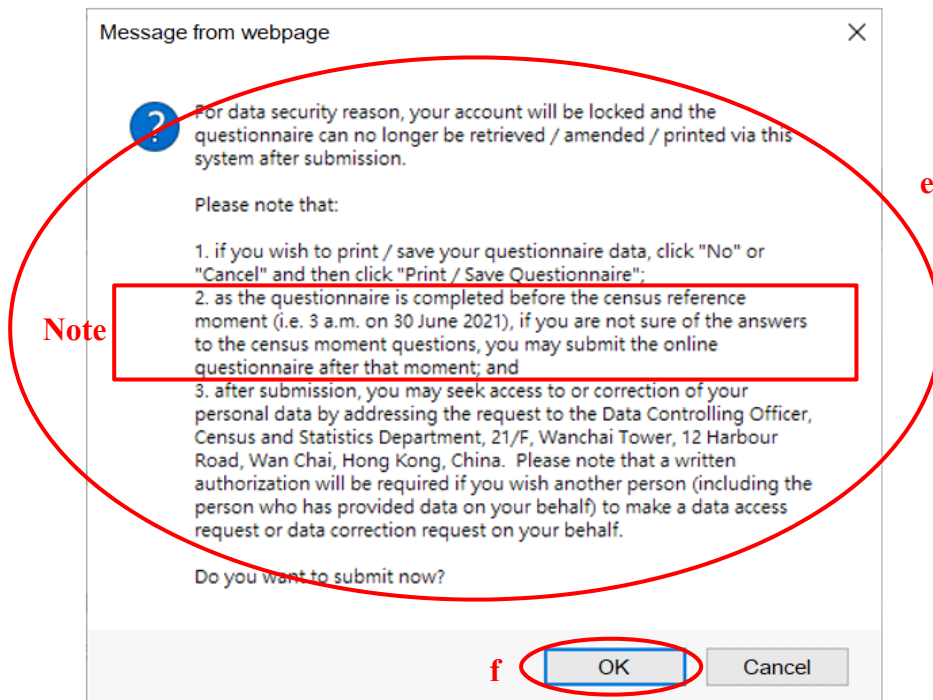 Message from webpage
For data security reason, your account will be locked and the
questionnaire can no longer be retrieved / amended / printed via this
system after submission.
e
Please note that:
1. if you wish to print / save your questionnaire data, click "No" or
"Cancel" and then click "Print / Save Questionnaire";
2. as the questionnaire is completed before the census reference
moment (i.e. 3 a.m. on 30 June 2021), if you are not sure of the answers
Note
to the census moment questions, you may submit the online
questionnaire after that moment; and
3. after submission, you may seek access to or correction of your
personal data by addressing the request to the Data Controlling Officer,
Census and Statistics Department, 21/F, Wanchai Tower, 12 Harbour
Road, Wan Chai, Hong Kong, China.  Please note that a written
authorization will be required if you wish another person (including the
person who has provided data on your behalf) to make a data access
request or data correction request on your behalf.
Do you want to submit now?
f
OK
Cancel